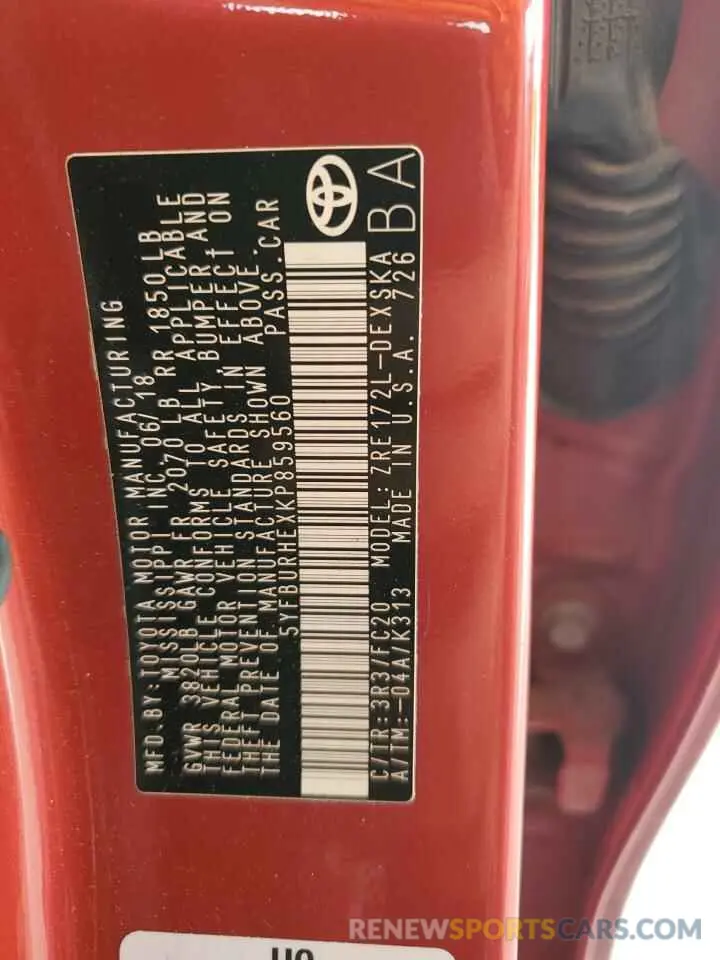 MFD.BY:TOYOTA MOTOR MANUFACTURING
MISSISSIPPI INC.06/18
GVWR 3820LB GAWR FR 2070 LB RR 1850LB
THIS VEHICLE CONFORMS TO ALL APPLICABLE
FEDERAL MOTOR VEHICLE SAFETY,BUMPER,AND
THEFT PREVENTION STANDARDS IN EFFECT ON
THE DATE OF MANUFACTURE SHOWN ABOVE.
5YFBURHEXKP859560 PASS.CAR
C/TR:3R3/FC20 MODEL:ZRE172L-DEXSKA
A/TM:-04A/K313 MADE IN U.S.A. 726
BA
RENEWSPORTSCARS.COM